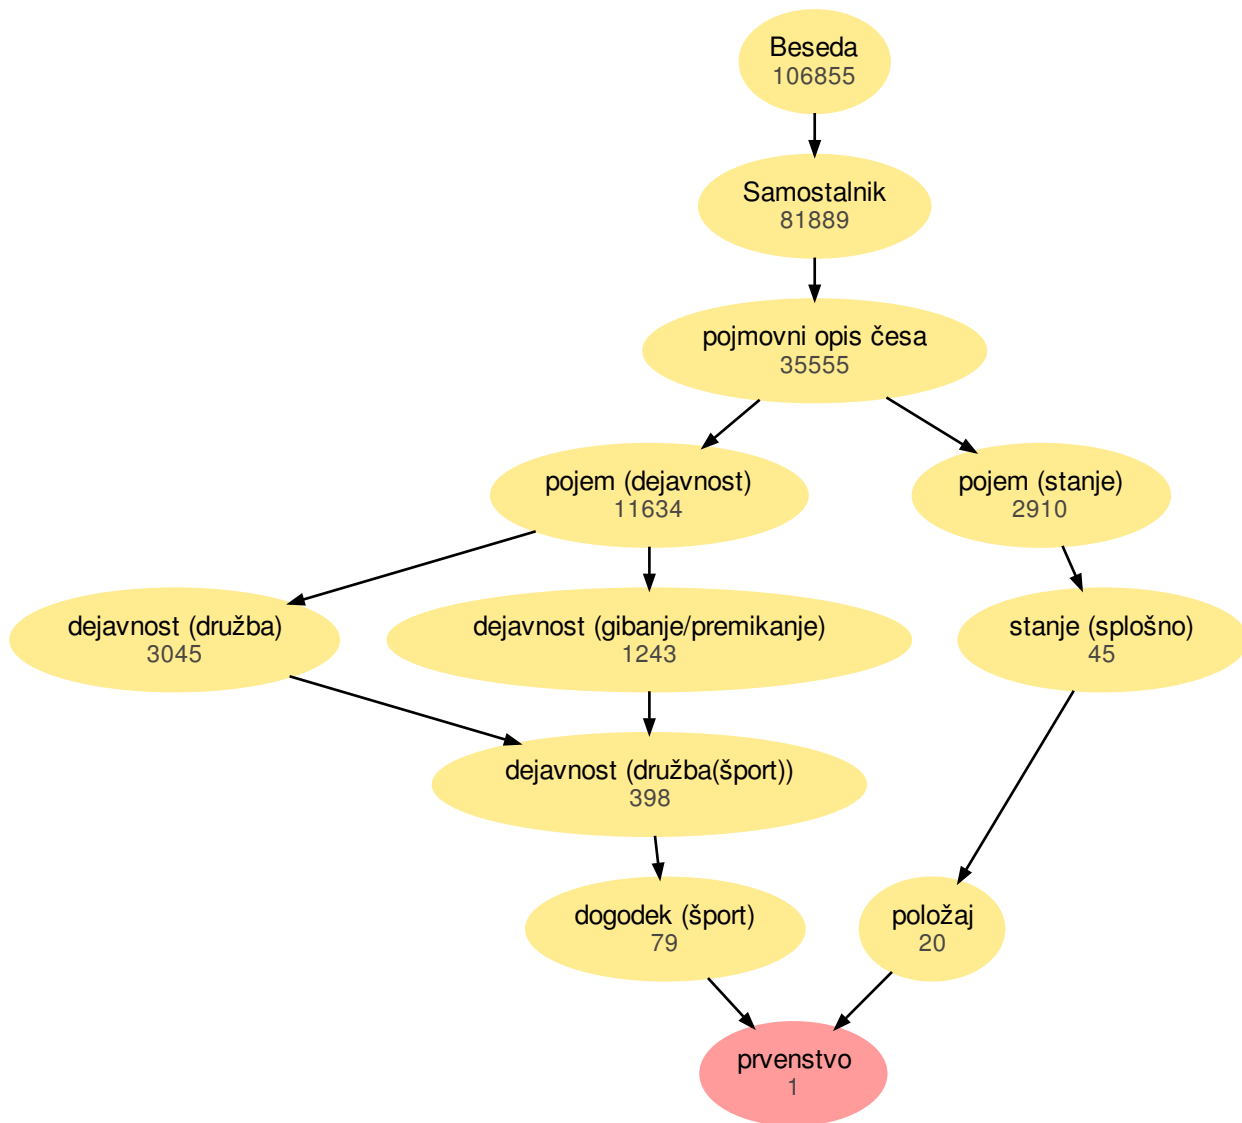 Beseda
106855
Samostalnik
81889
pojmovni opis česa
35555
pojem (dejavnost)
11634
pojem (stanje)
2910
dejavnost (družba)
3045
dejavnost (gibanje/premikanje)
1243
stanje (splošno)
45
dejavnost (družba(šport))
398
dogodek (šport)
79
položaj
20
prvenstvo
1